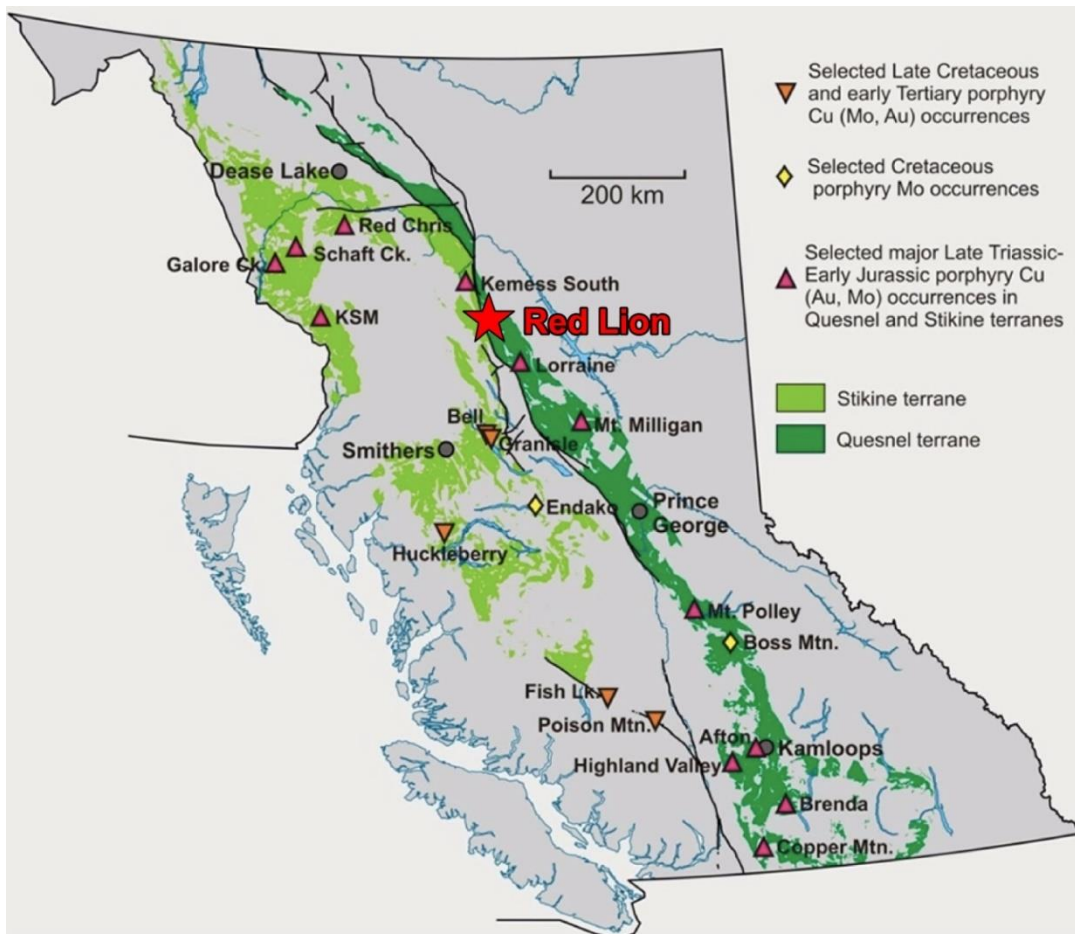 Selected Late Cretaceous
and early Tertiary porphyry
Cu (Mo, Au) occurrences
Selected Cretaceous
porphyry Mo occurrences
Selected major Late Triassic-
Early Jurassic porphyry Cu
(Au, Mo) occurrences in
Quesnel and Stikine terranes
Stikine terrane
Quesnel terrane
200 km
Dease Lake
Red Chris
Schaft Ck.
Galore Ck.
KSM
Kemess South
Red Lion
Lorraine
Bell
Granisle
Mt. Milligan
Smithers
Endako
Prince
George
Huckleberry
Mt. Polley
Boss Mtn.
Fish Lk.
Poison Mtn.
Afton
Kamloops
Highland Valley
Brenda
Copper Mtn.